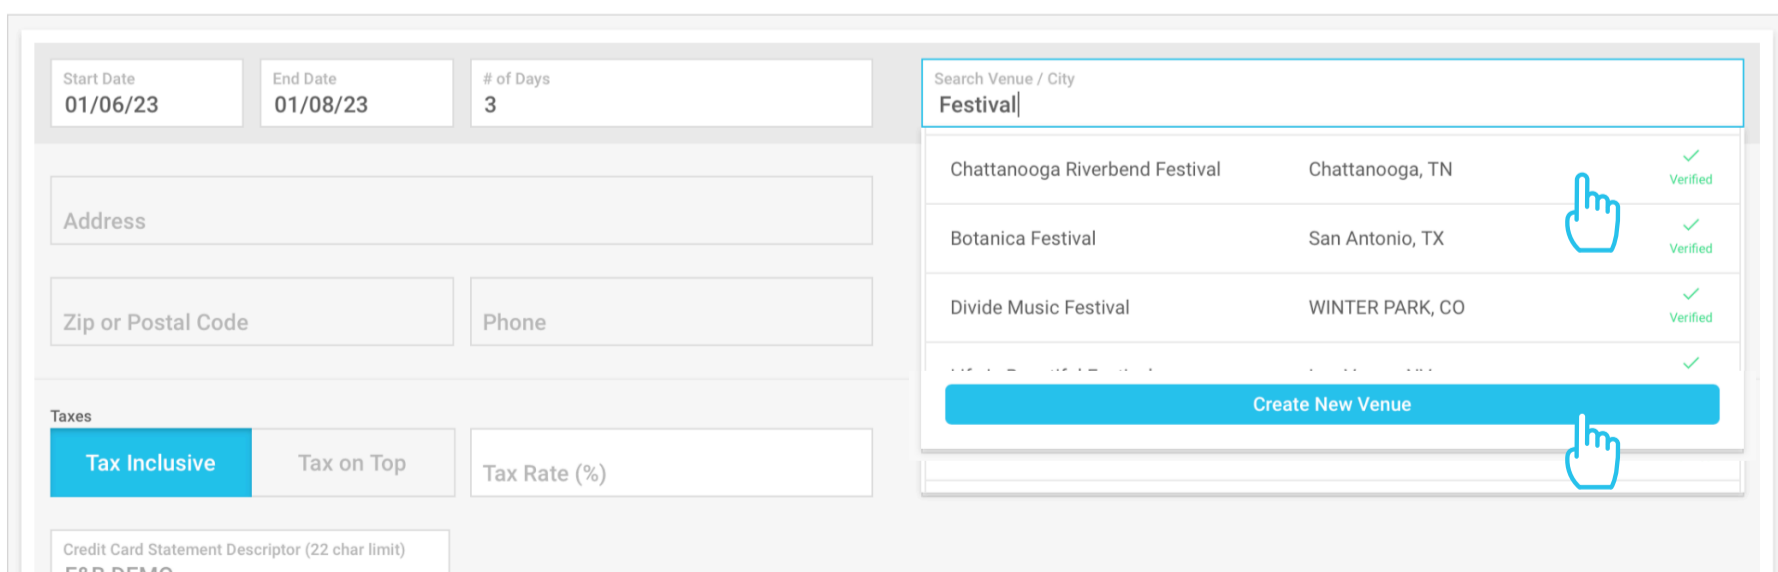 Start Date
01/06/23
End Date
01/08/23
# of Days
3
Search Venue / City
Festival
Chattanooga Riverbend Festival Chattanooga, TN Verified
Botanica Festival San Antonio, TX Verified
Divide Music Festival WINTER PARK, CO Verified
Create New Venue
Address
Zip or Postal Code
Phone
Taxes
Tax Inclusive
Tax on Top
Tax Rate (%)
Credit Card Statement Descriptor (22 char limit)